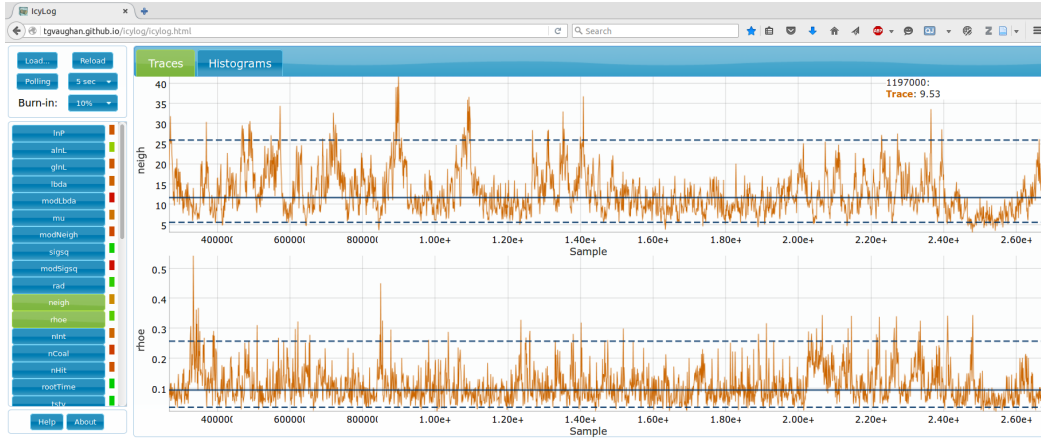 IcyLog × +
tgvaughan.github.io/icylog/icylog.html
Search
ABP
Load... Reload
Polling 5 sec
Burn-in: 10%
lnP
alnL
glnL
lbda
modLbda
mu
modNeigh
sigsq
modSigsq
rad
neigh
rhoe
nInt
nCoal
nHit
rootTime
Help About
Traces Histograms
1197000:
Trace: 9.53
neigh
40
35
30
25
20
15
10
5
40000( 60000( 80000( 1.00e+ 1.20e+ 1.40e+ 1.60e+ 1.80e+ 2.00e+ 2.20e+ 2.40e+ 2.60e+
Sample
rhoe
0.5
0.4
0.3
0.2
0.1
40000( 60000( 80000( 1.00e+ 1.20e+ 1.40e+ 1.60e+ 1.80e+ 2.00e+ 2.20e+ 2.40e+ 2.60e+
Sample